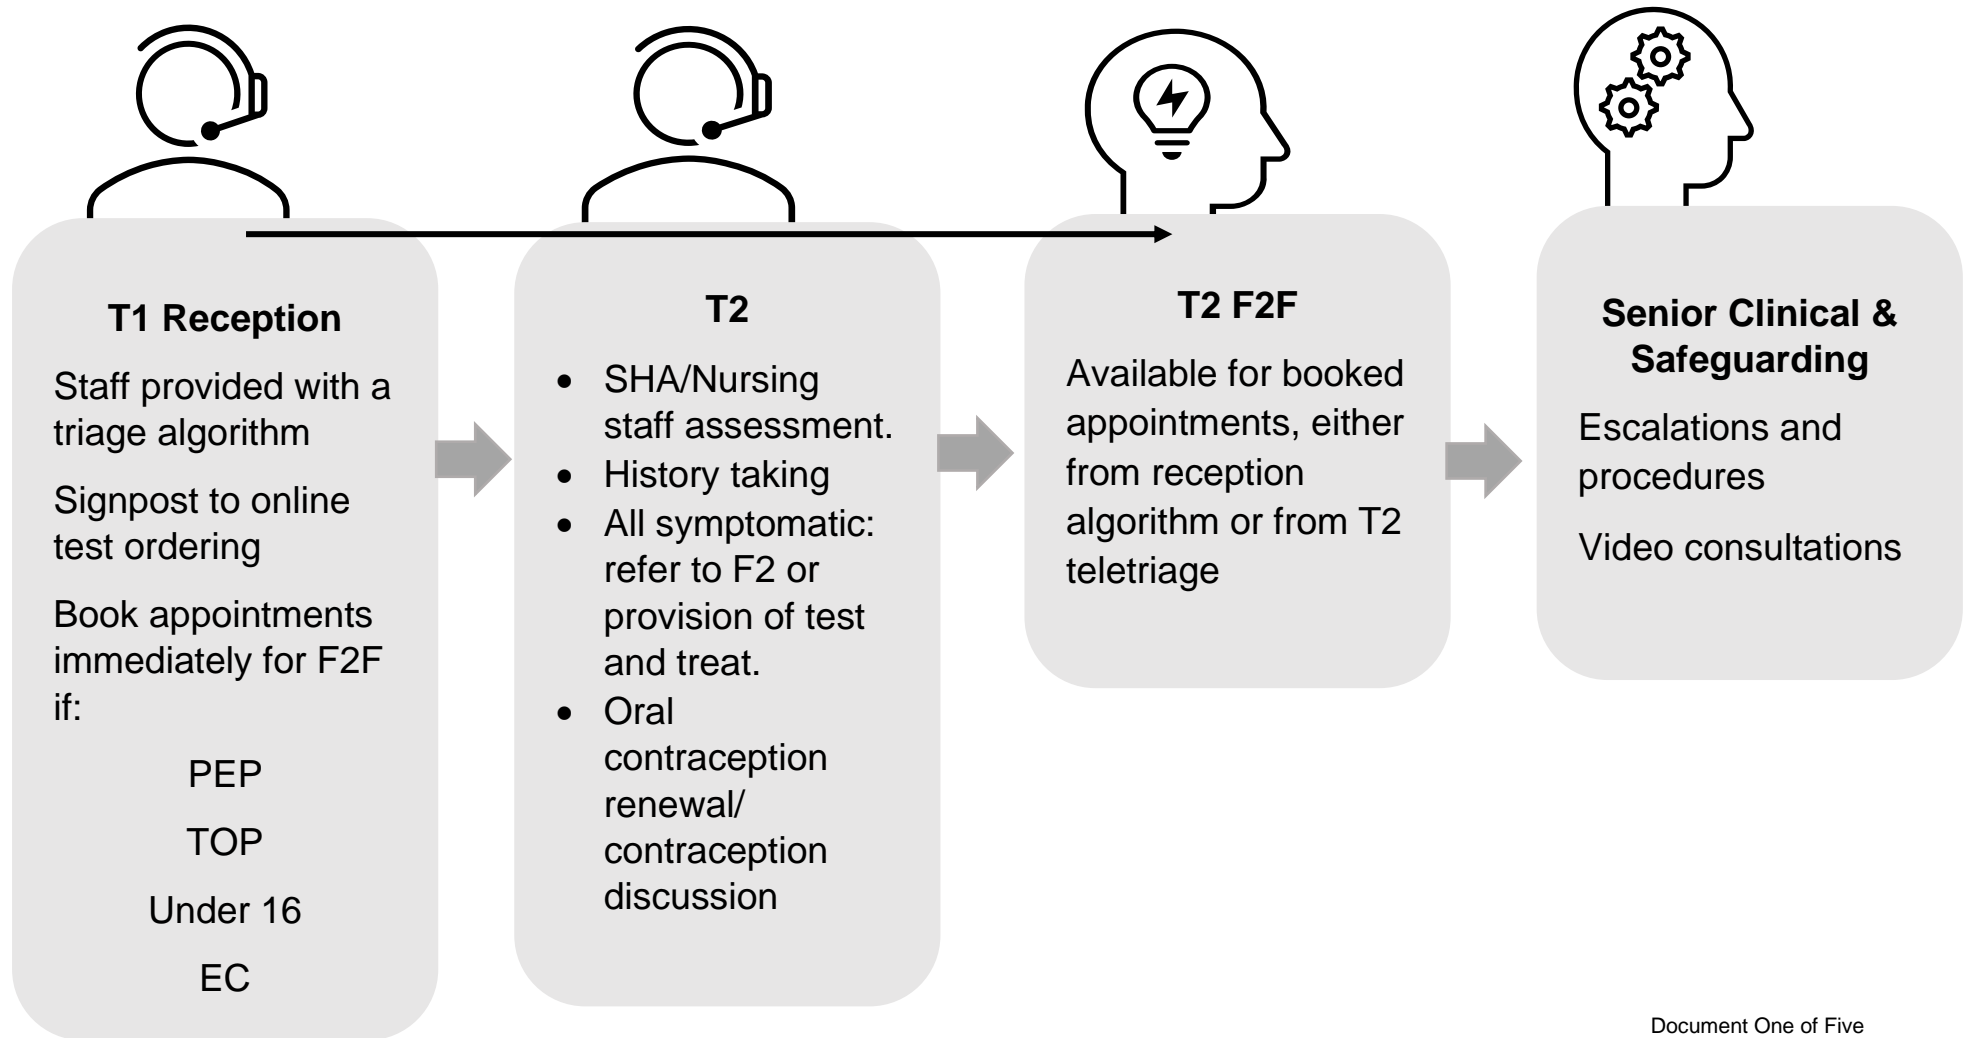 T1 Reception
Staff provided with a
triage algorithm
Signpost to online
test ordering
Book appointments
immediately for F2F
if:
PEP
TOP
Under 16
EC
T2
• SHA/Nursing
staff assessment.
• History taking
• All symptomatic:
refer to F2 or
provision of test
and treat.
• Oral
contraception
renewal/
contraception
discussion
T2 F2F
Available for booked
appointments, either
from reception
algorithm or from T2
teletriage
Senior Clinical &
Safeguarding
Escalations and
procedures
Video consultations
Document One of Five